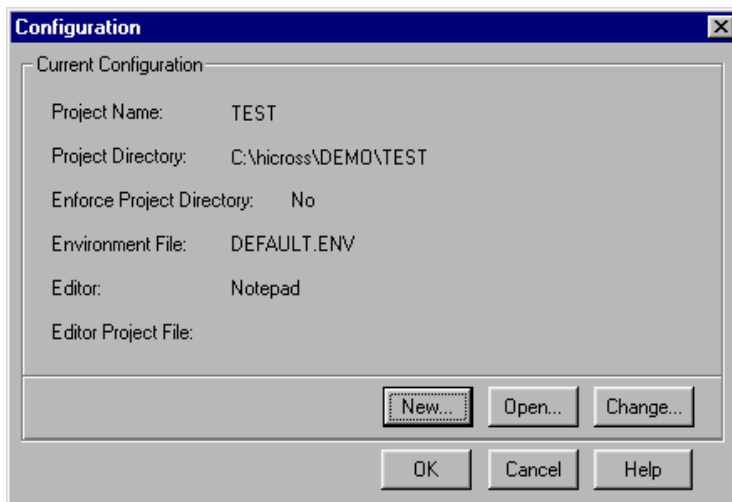 Configuration
Current Configuration
Project Name: TEST
Project Directory: C:\hicross\DEMO\TEST
Enforce Project Directory: No
Environment File: DEFAULT.ENV
Editor: Notepad
Editor Project File:
New... Open... Change...
OK Cancel Help